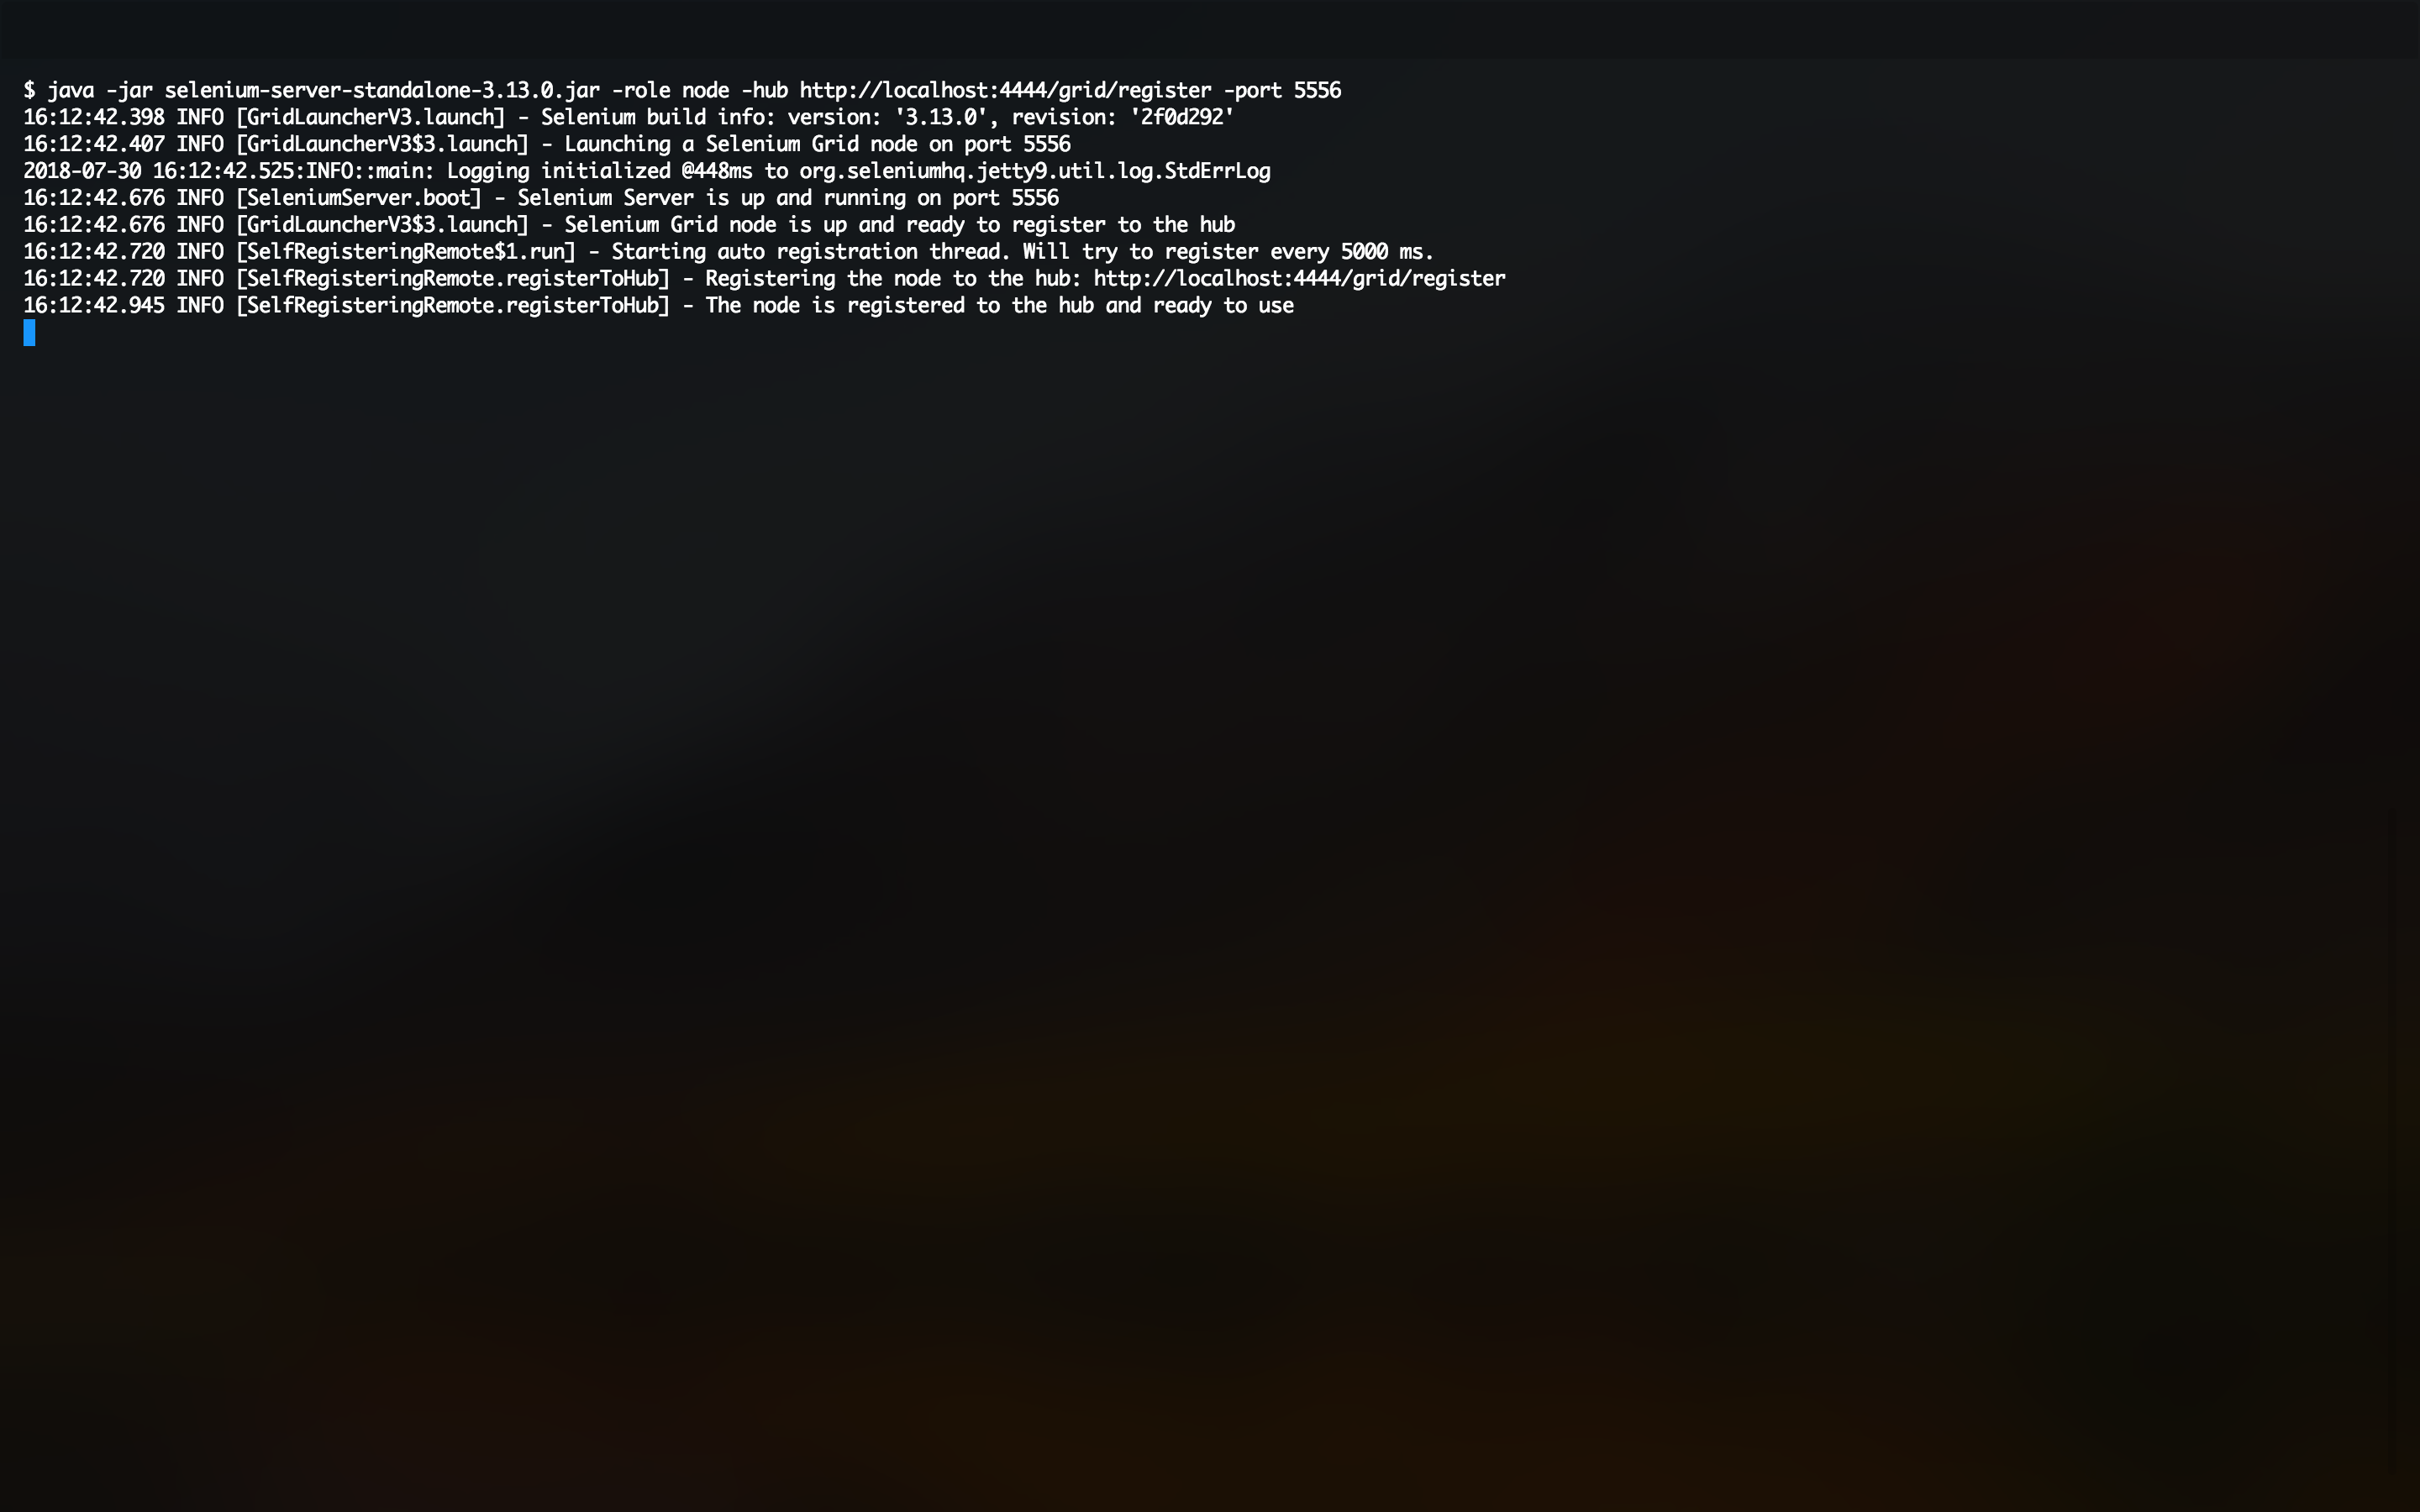 $ java -jar selenium-server-standalone-3.13.0.jar -role node -hub http://localhost:4444/grid/register -port 5556
16:12:42.398 INFO [GridLauncherV3.launch] - Selenium build info: version: '3.13.0', revision: '2f0d292'
16:12:42.407 INFO [GridLauncherV3$3.launch] - Launching a Selenium Grid node on port 5556
2018-07-30 16:12:42.525:INFO::main: Logging initialized @448ms to org.seleniumhq.jetty9.util.log.StdErrLog
16:12:42.676 INFO [SeleniumServer.boot] - Selenium Server is up and running on port 5556
16:12:42.676 INFO [GridLauncherV3$3.launch] - Selenium Grid node is up and ready to register to the hub
16:12:42.720 INFO [SelfRegisteringRemote$1.run] - Starting auto registration thread. Will try to register every 5000 ms.
16:12:42.720 INFO [SelfRegisteringRemote.registerToHub] - Registering the node to the hub: http://localhost:4444/grid/register
16:12:42.945 INFO [SelfRegisteringRemote.registerToHub] - The node is registered to the hub and ready to use